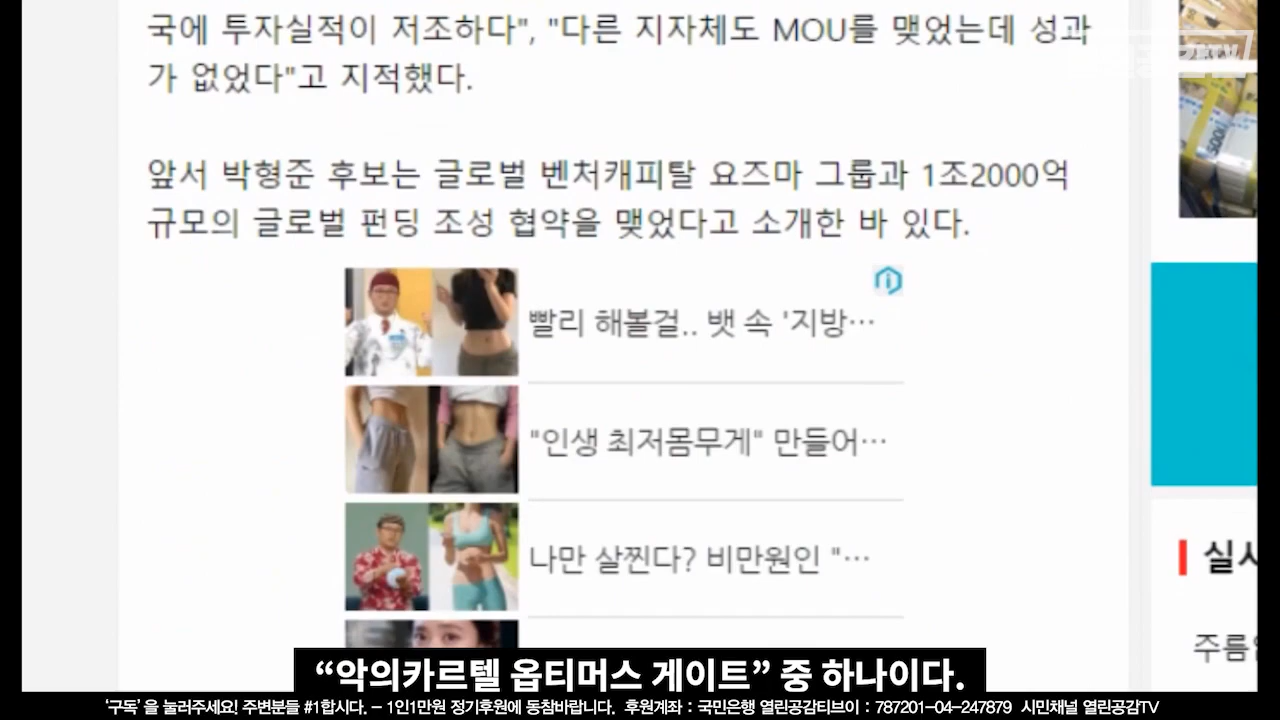 국에 투자실적이 저조하다", "다른 지자체도 MOU를 맺었는데 성과
가 없었다"고 지적했다.
앞서 박형준 후보는 글로벌 벤처캐피탈 요즈마 그룹과 1조2000억
규모의 글로벌 펀딩 조성 협약을 맺었다고 소개한 바 있다.
빨리 해볼걸.. 뱃 속 '지방…
"인생 최저몸무게" 만들어…
나만 살찐다? 비만원인 "…
실시
주름
“악의카르텔 옵티머스 게이트” 중 하나이다.
‘구독’ 을 눌러주세요! 주변분들 #1합시다. – 1인1만원 정기후원에 동참바랍니다. 후원계좌 : 국민은행 열린공감티브이 : 787201-04-247879 시민채널 열린공감TV